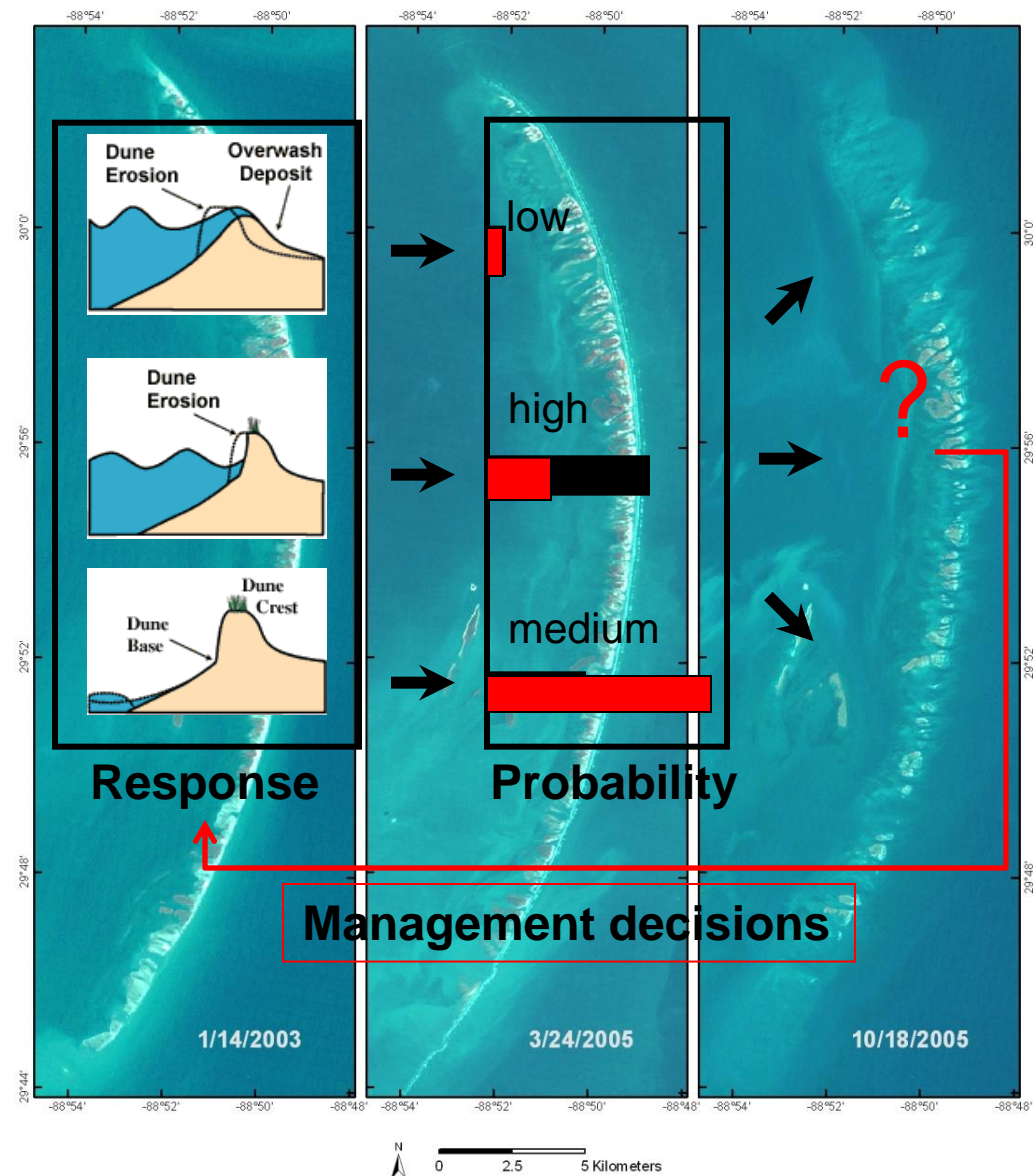 -88°54'
-88°52'
-88°50'
-88°52'
-88°50'
-88°52'
-88°50'
Dune
Erosion
Overwash
Deposit
low
30°0'
30°0'
Dune
Erosion
high
?
29°56'
29°56'
Dune
Crest
Dune
Base
medium
29°52'
29°52'
Response
Probability
29°48'
29°48'
Management decisions
1/14/2003
3/24/2005
10/18/2005
29°44'
-88°54'
-88°52'
-88°50'
-88°48'
-88°54'
-88°52'
-88°50'
-88°48'
-88°54'
-88°52'
-88°50'
-88°48'
N
0 2.5 5 Kilometers